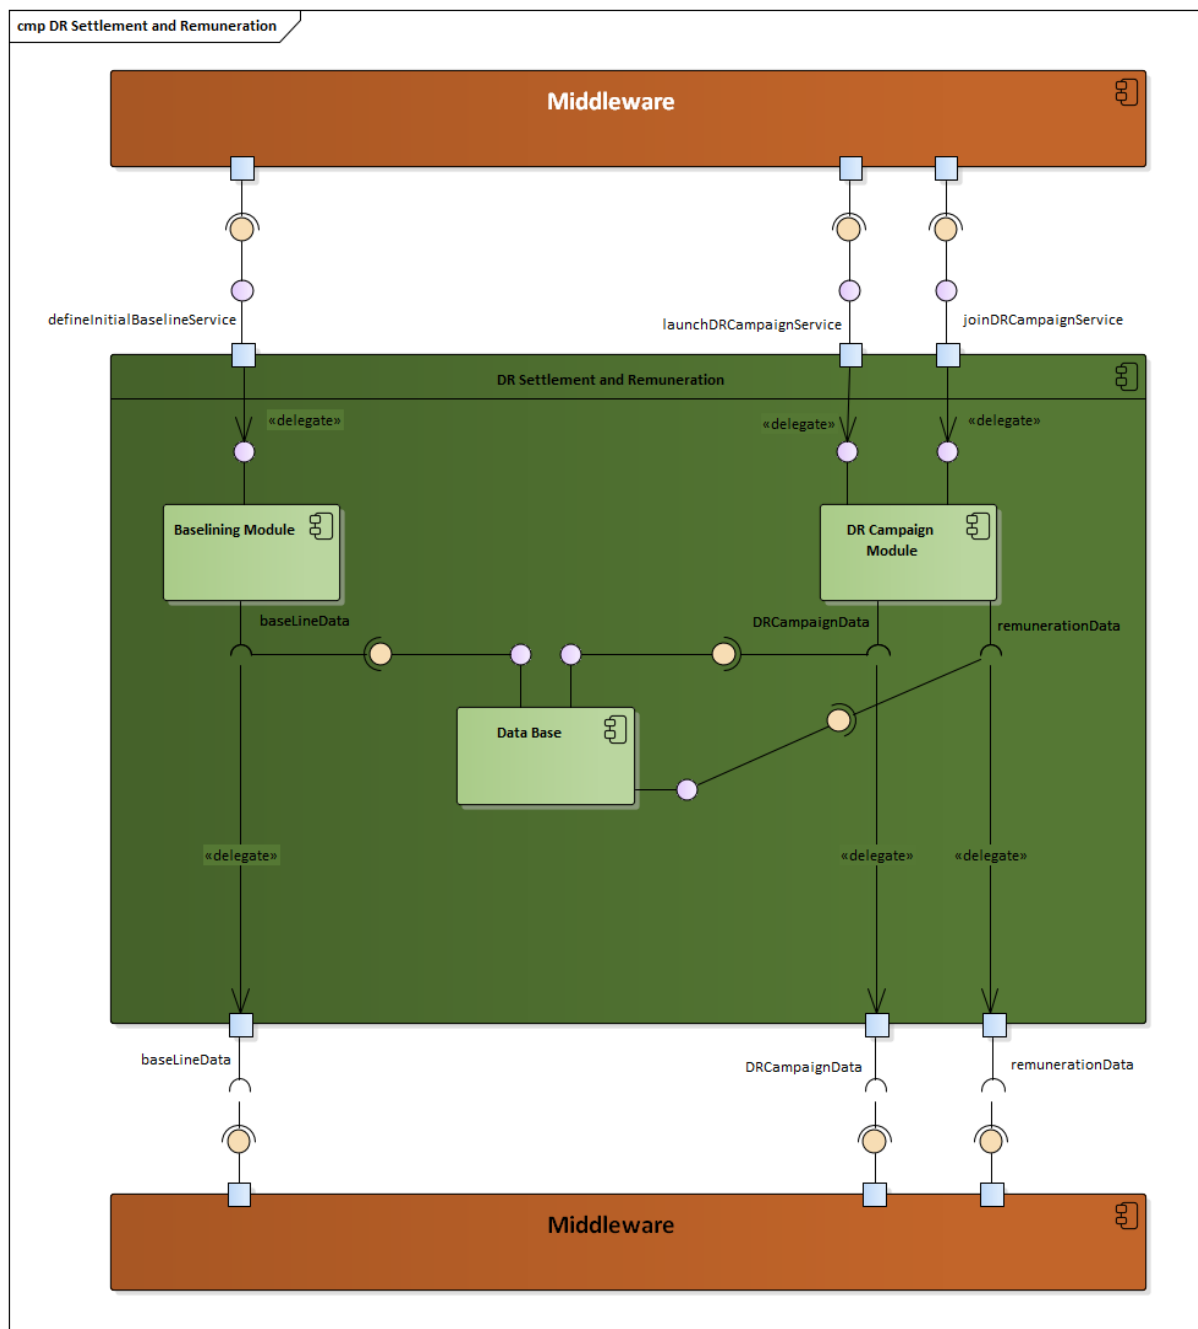 cmp DR Settlement and Remuneration
Middleware
defineInitialBaselineService
launchDRCampaignService
joinDRCampaignService
DR Settlement and Remuneration
«delegate»
«delegate»
«delegate»
Baselining Module
DR Campaign
Module
baseLineData
DRCampaignData
remunerationData
Data Base
«delegate»
«delegate»
«delegate»
baseLineData
DRCampaignData
remunerationData
Middleware